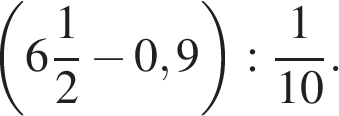 (6 1/2 − 0,9) : 1/10.